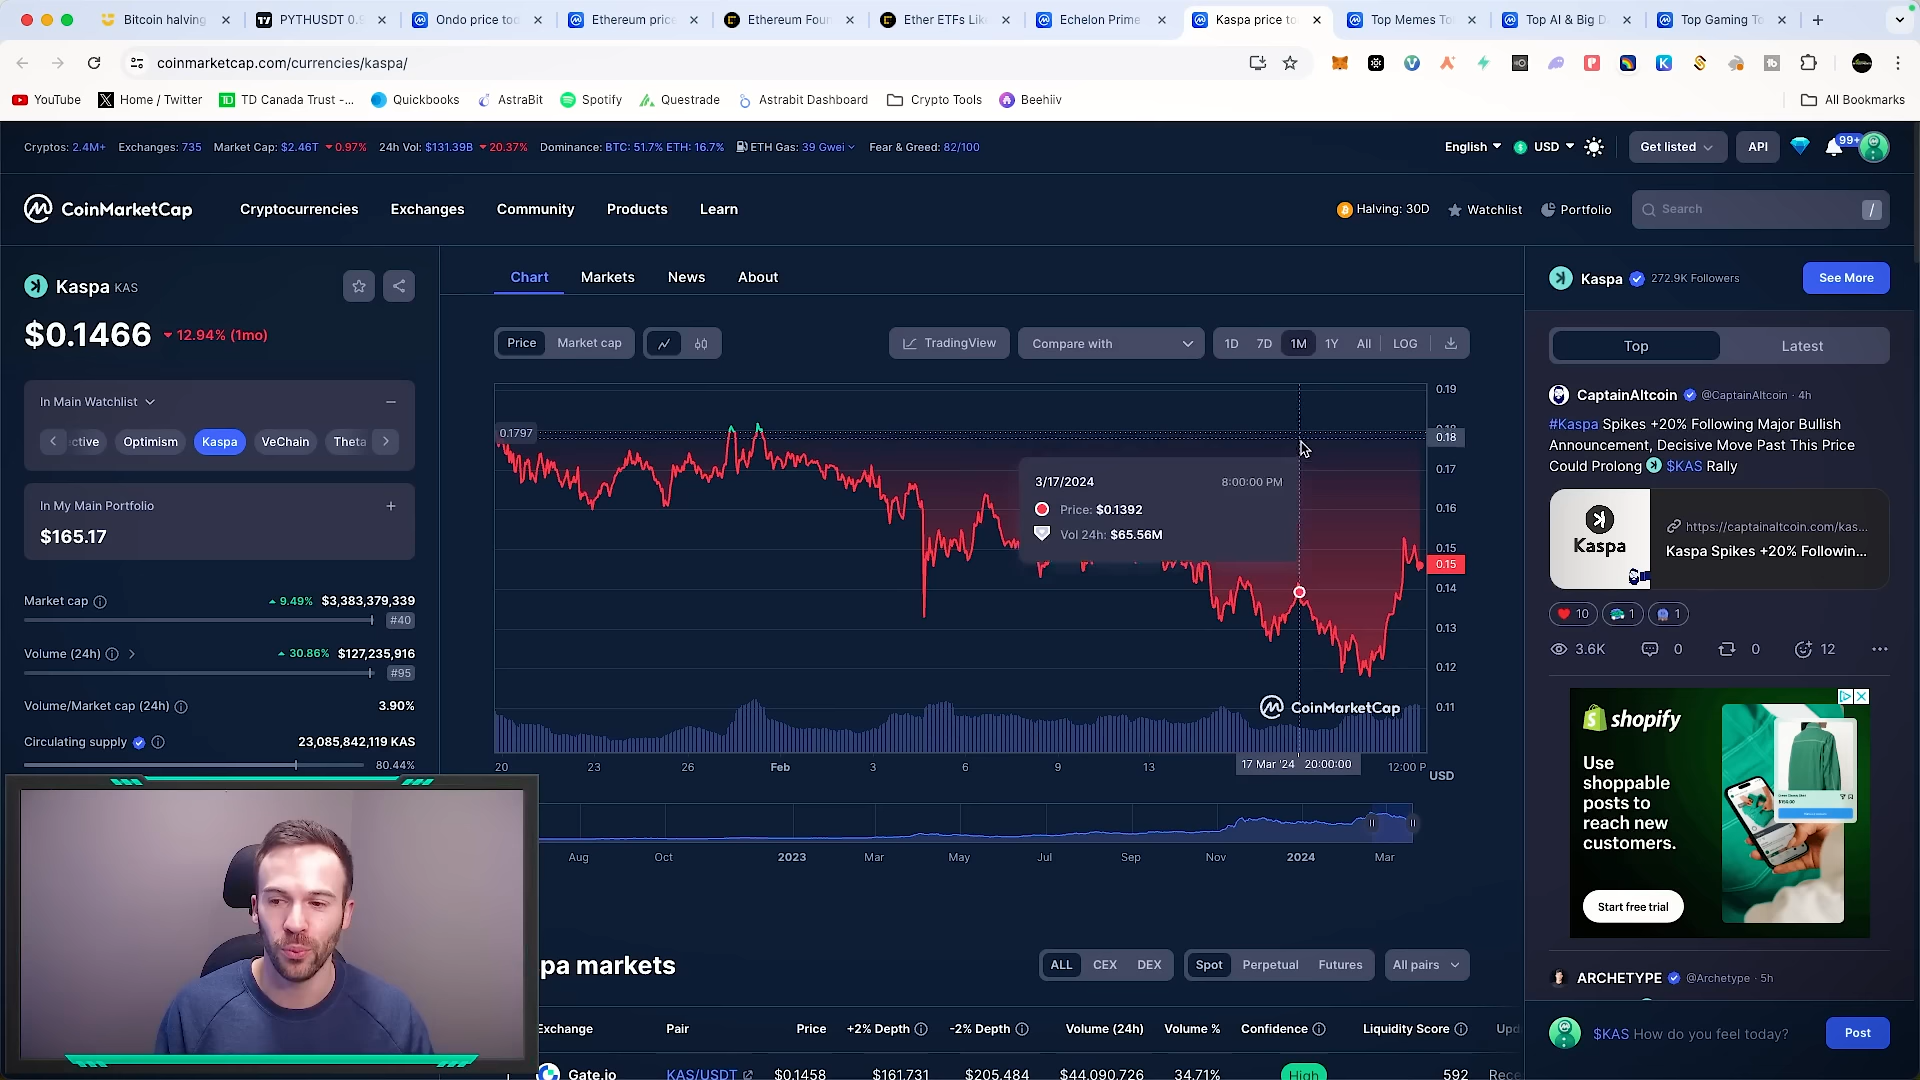 Bitcoin halving
PYTHUSDT 0.9
Ondo price tod
Ethereum price
Ethereum Foun
Ether ETFs Lik
Echelon Prime
Kaspa price to
Top Memes To
Top AI & Big D
Top Gaming To
coinmarketcap.com/currencies/kaspa/
YouTube
Home / Twitter
TD Canada Trust -...
Quickbooks
AstraBit
Spotify
Questrade
Astrabit Dashboard
Crypto Tools
Beehiiv
All Bookmarks
Cryptos: 2.4M+ Exchanges: 735 Market Cap: $2.46T 0.97% 24h Vol: $131.39B 20.37% Dominance: BTC: 51.7% ETH: 16.7% ETH Gas: 39 Gwei Fear & Greed: 82/100
English USD Get listed API 99+
CoinMarketCap Cryptocurrencies Exchanges Community Products Learn
Halving: 30D Watchlist Portfolio Search /
Kaspa KAS
$0.1466 12.94% (1mo)
In Main Watchlist
ctive Optimism Kaspa VeChain Theta
In My Main Portfolio
$165.17
Market cap 9.49% $3,383,379,339
#40
Volume (24h) 30.86% $127,235,916
#95
Volume/Market cap (24h) 3.90%
Circulating supply 23,085,842,119 KAS
80.44%
Chart Markets News About
Price Market cap TradingView Compare with 1D 7D 1M 1Y All LOG
0.19
0.1797
0.18
0.17
0.16
0.15
0.15
0.14
0.13
0.12
0.11
3/17/2024 8:00:00 PM
Price: $0.1392
Vol 24h: $65.56M
CoinMarketCap
20 23 26 Feb 3 6 9 13 17 Mar '24 20:00:00 12:00 P
USD
Aug Oct 2023 Mar May Jul Sep Nov 2024 Mar
pa markets
ALL CEX DEX Spot Perpetual Futures All pairs
Exchange Pair Price +2% Depth -2% Depth Volume (24h) Volume % Confidence Liquidity Score Upd
Gate.io KAS/USDT $0.1458 $161,731 $205,484 $44,090,726 34.71% High 592 Rece
Kaspa 272.9K Followers See More
Top Latest
CaptainAltcoin @CaptainAltcoin · 4h
#Kaspa Spikes +20% Following Major Bullish
Announcement, Decisive Move Past This Price
Could Prolong $KAS Rally
Kaspa
https://captainaltcoin.com/kas...
Kaspa Spikes +20% Followin...
10 1 1
3.6K 0 0 12
shopify
Use
shoppable
posts to
reach new
customers.
Start free trial
ARCHETYPE @Archetype · 5h
$KAS How do you feel today? Post